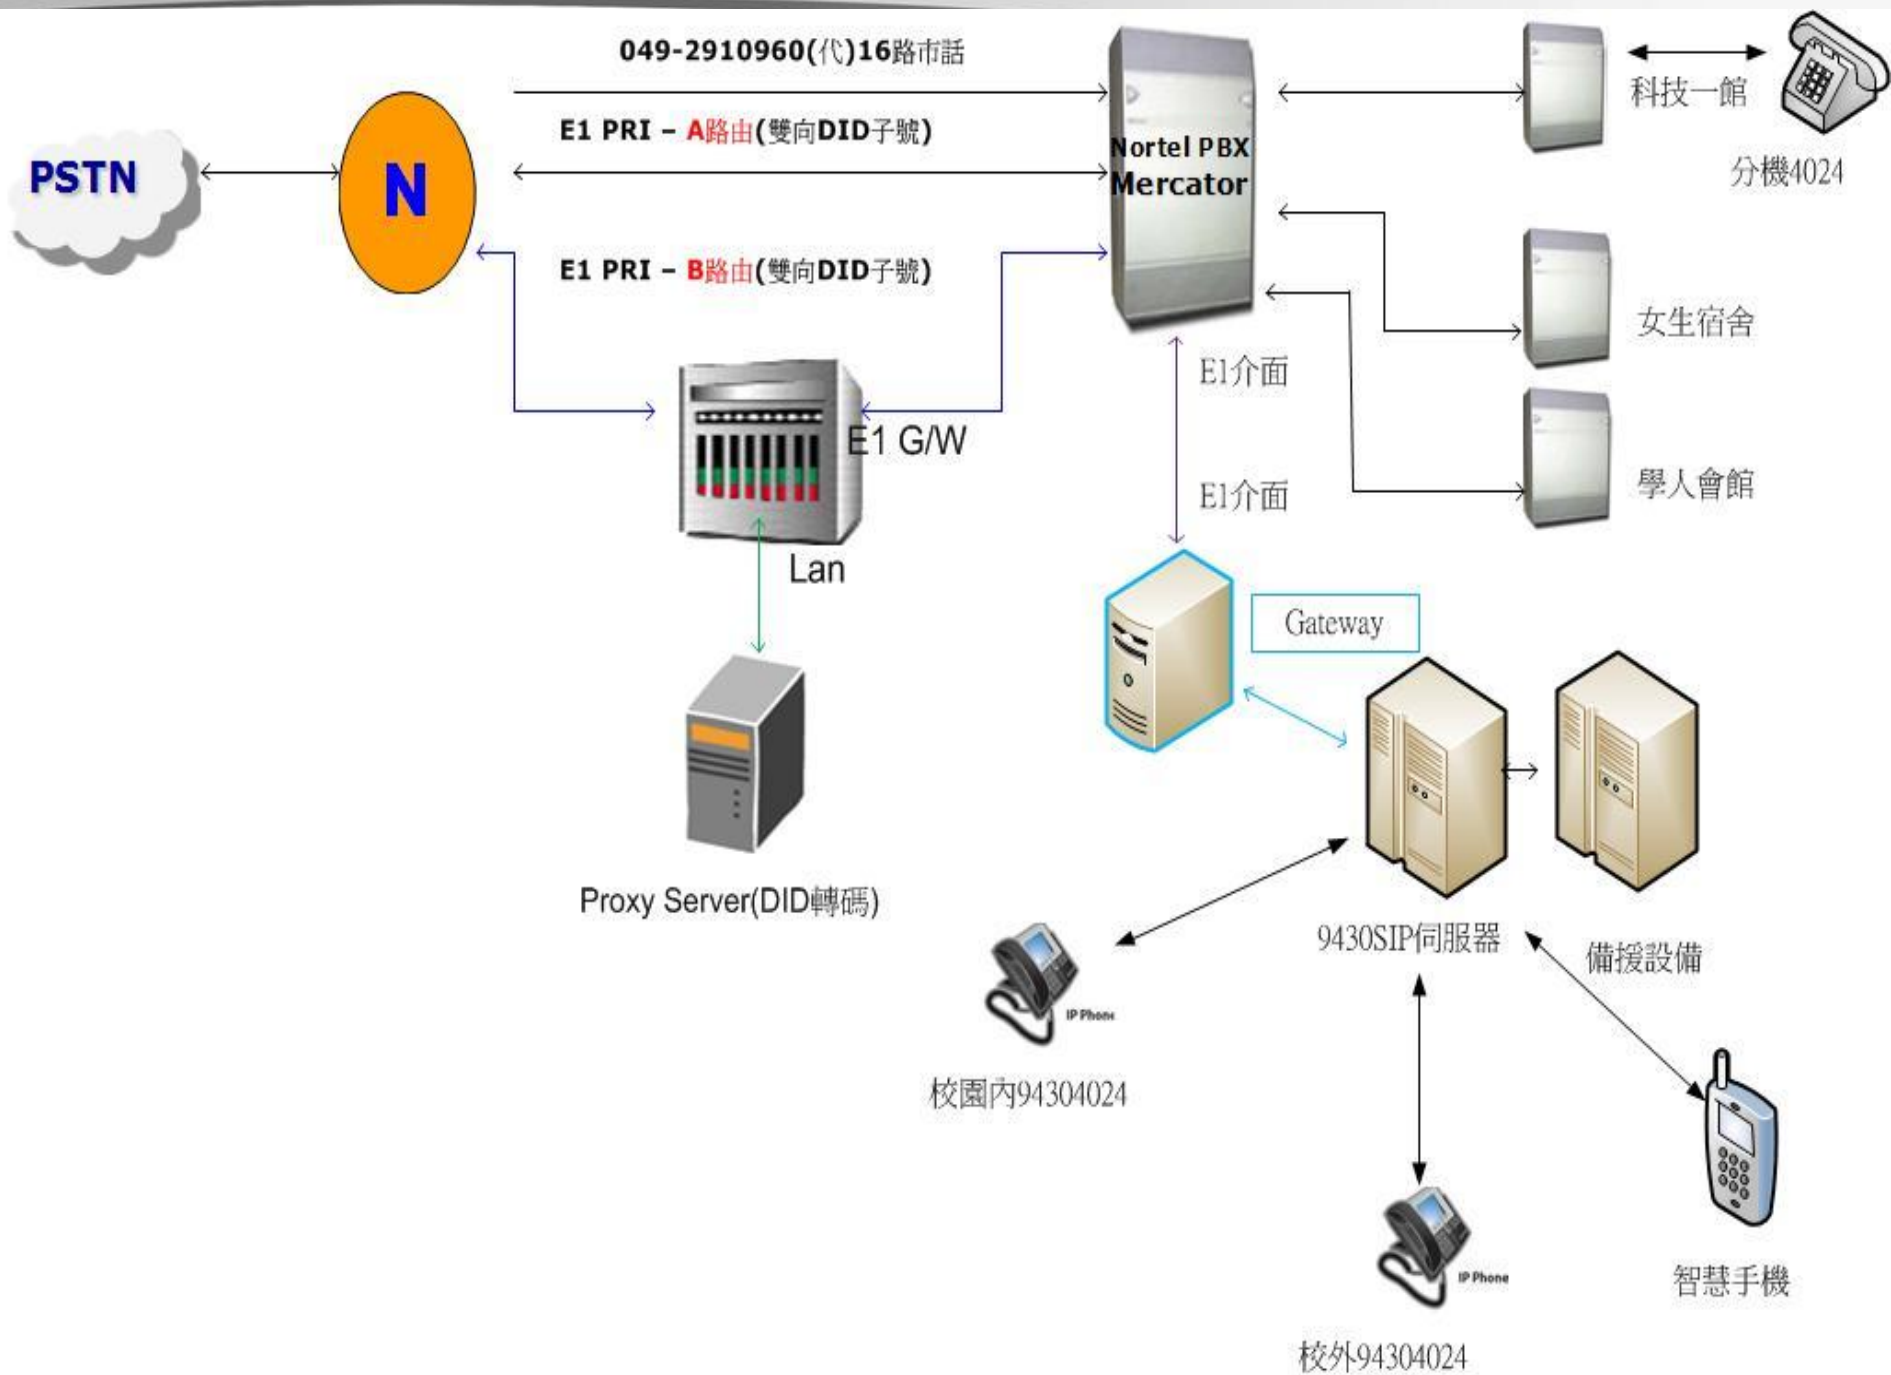 049-2910960(代)16路市話
E1 PRI – A路由(雙向DID子號)
PSTN
N
Nortel PBX
Mercator
科技一館
分機4024
E1 PRI – B路由(雙向DID子號)
女生宿舍
E1介面
E1 G/W
E1介面
學人會館
Lan
Gateway
Proxy Server(DID轉碼)
9430SIP伺服器
備援設備
IP Phone
校園內94304024
IP Phone
智慧手機
校外94304024